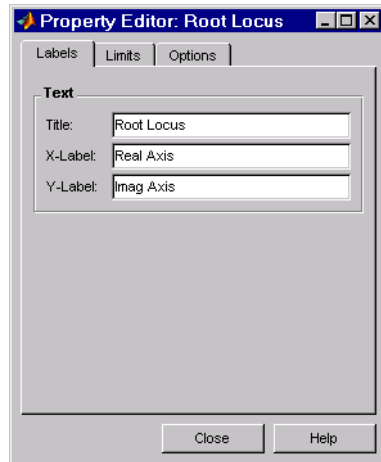 Property Editor: Root Locus
Labels Limits Options
Text
Title: Root Locus
X-Label: Real Axis
Y-Label: Imag Axis
Close Help